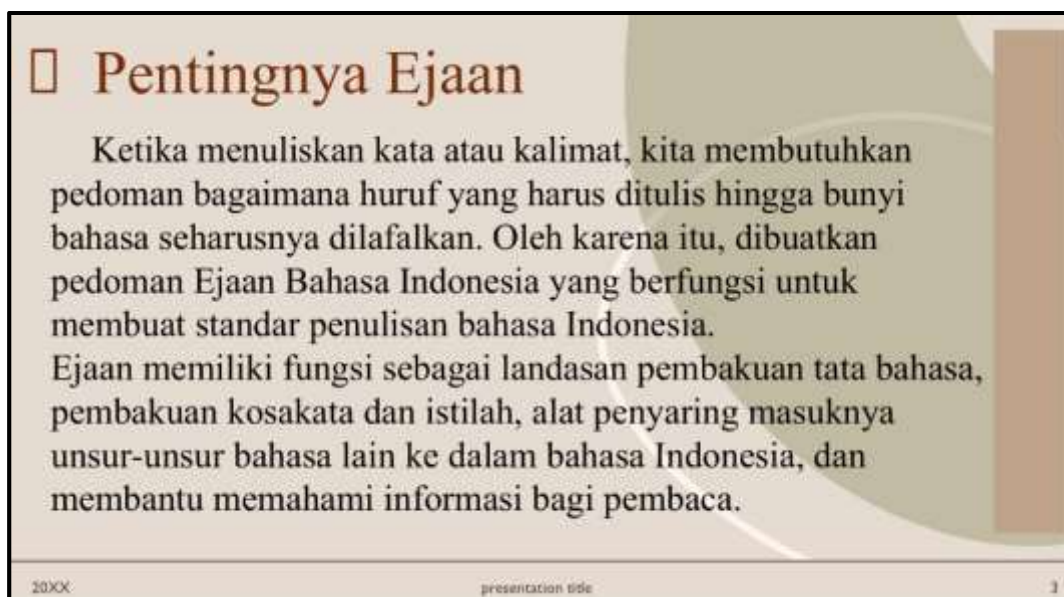 Pentingnya Ejaan
Ketika menuliskan kata atau kalimat, kita membutuhkan
pedoman bagaimana huruf yang harus ditulis hingga bunyi
bahasa seharusnya dilafalkan. Oleh karena itu, dibuatkan
pedoman Ejaan Bahasa Indonesia yang berfungsi untuk
membuat standar penulisan bahasa Indonesia.
Ejaan memiliki fungsi sebagai landasan pembakuan tata bahasa,
pembakuan kosakata dan istilah, alat penyaring masuknya
unsur-unsur bahasa lain ke dalam bahasa Indonesia, dan
membantu memahami informasi bagi pembaca.
20XX presentation title 3